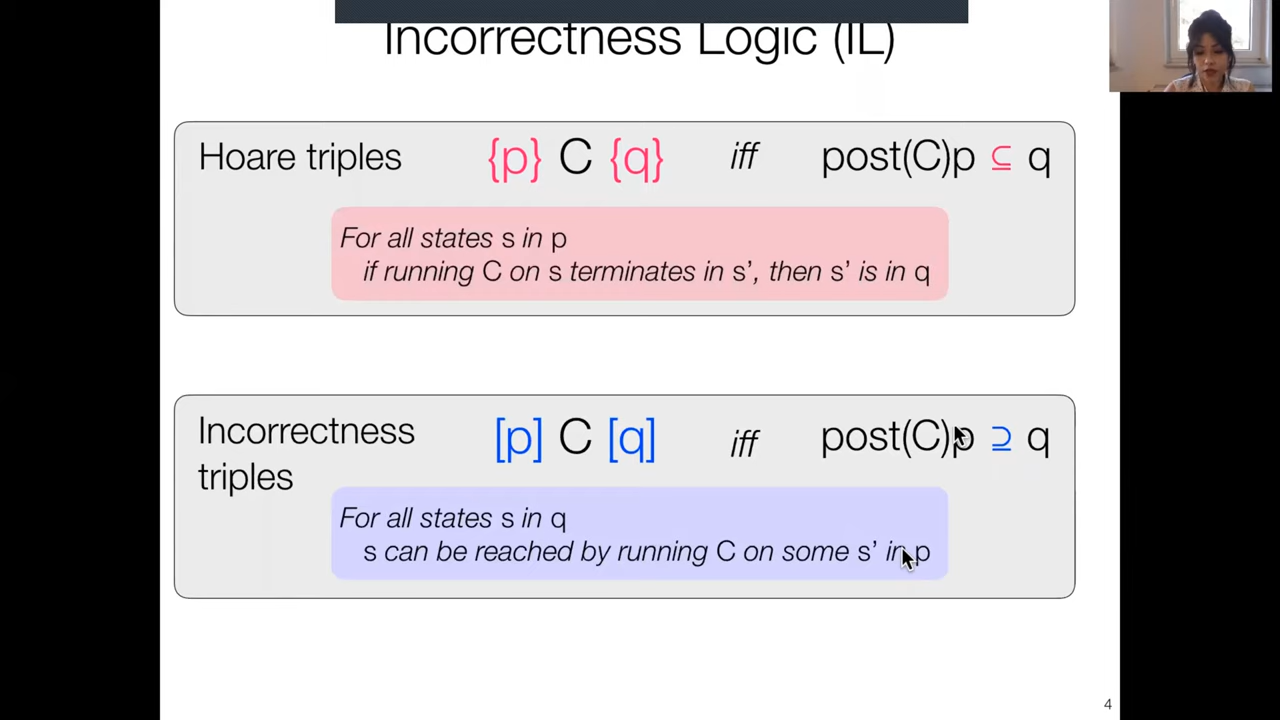 Incorrectness Logic (IL)
Hoare triples {p} C {q} iff post(C)p ⊆ q
For all states s in p
if running C on s terminates in s’, then s’ is in q
Incorrectness
triples
[p] C [q] iff post(C)p ⊇ q
For all states s in q
s can be reached by running C on some s’ in p
4